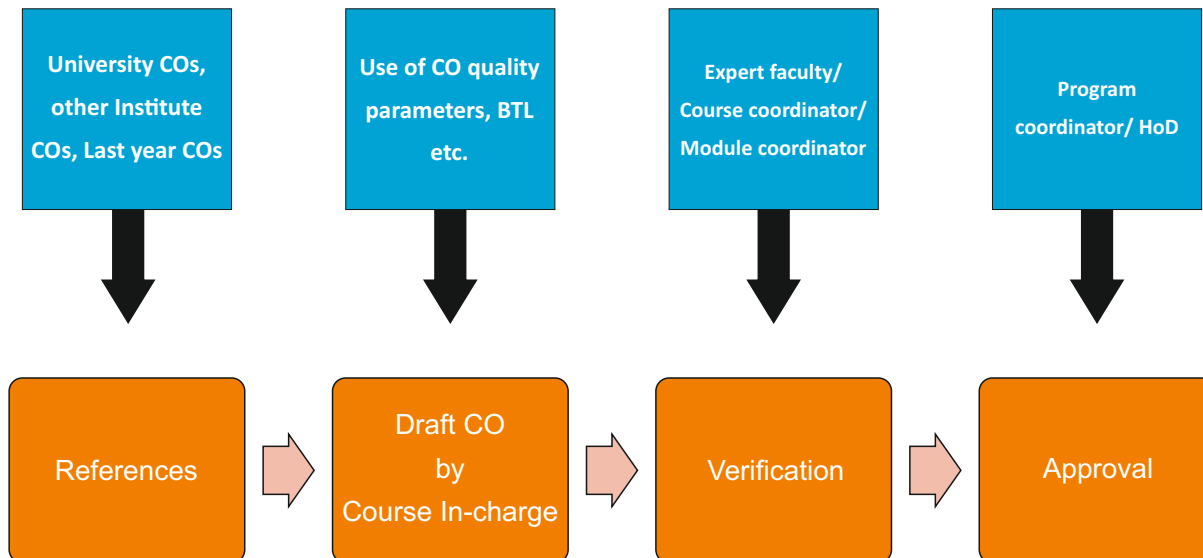 University COs,
other Institute
COs, Last year COs
Use of CO quality
parameters, BTL
etc.
Expert faculty/
Course coordinator/
Module coordinator
Program
coordinator/ HoD
References
Draft CO
by
Course In-charge
Verification
Approval